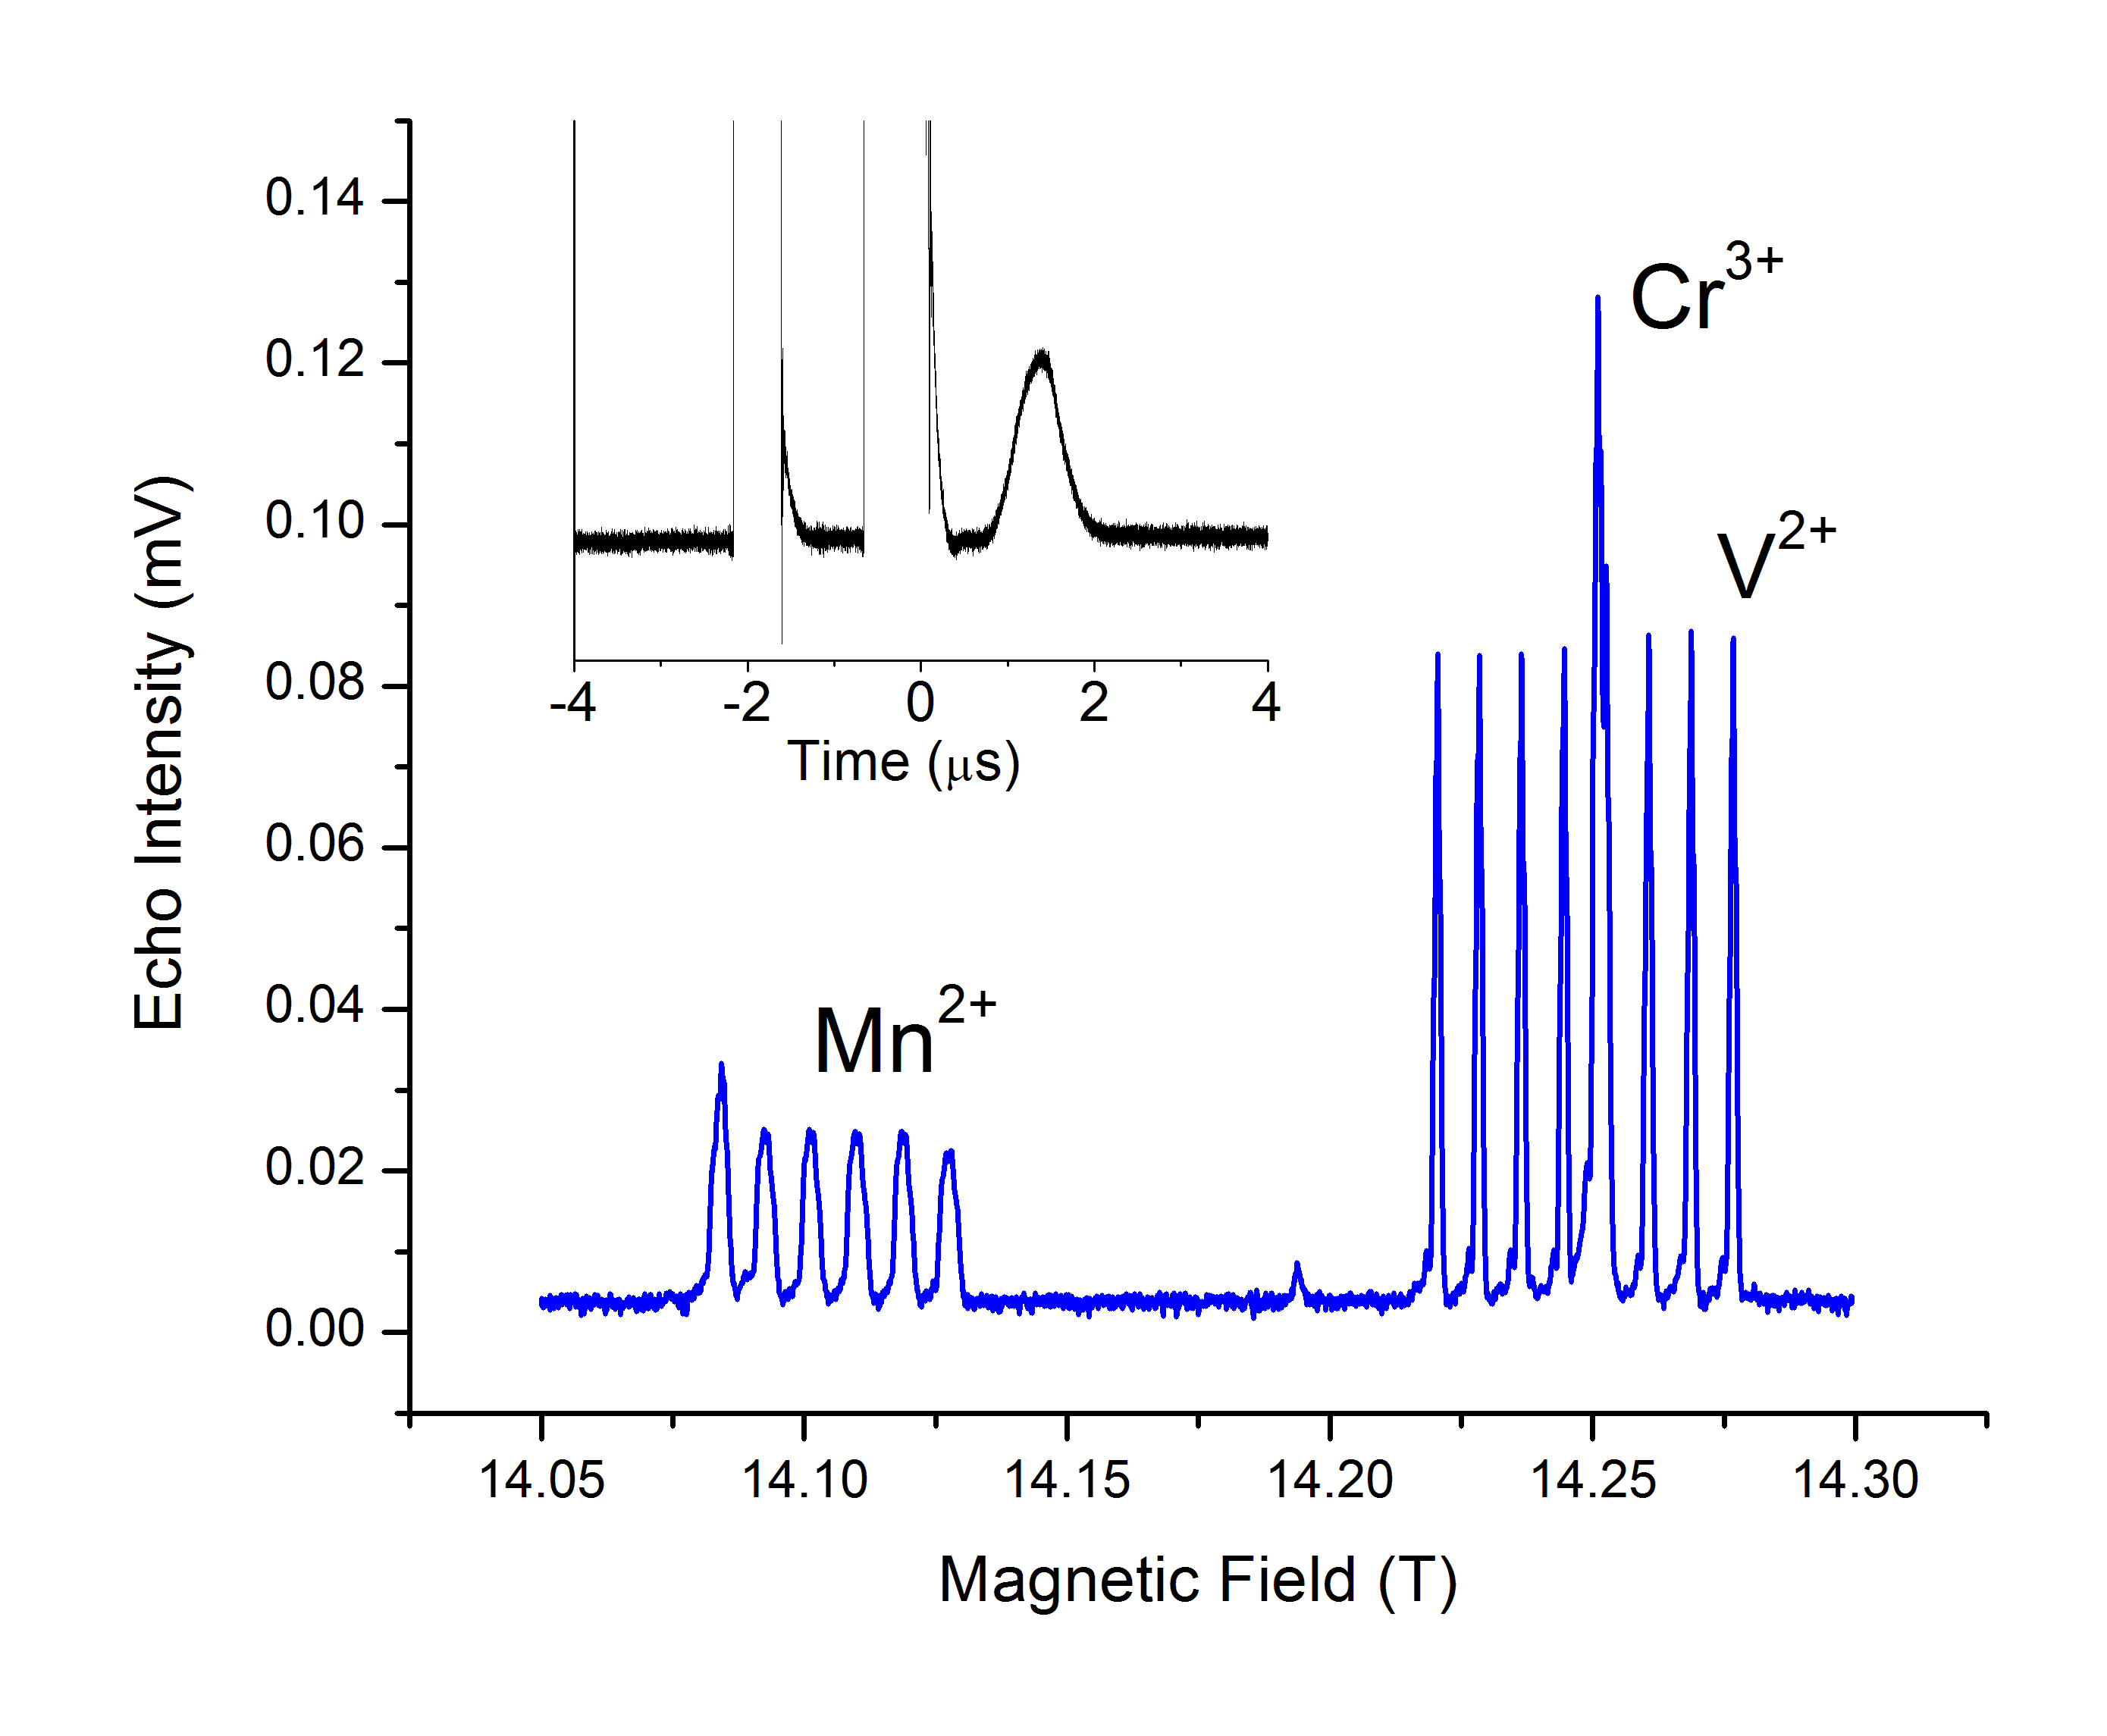 0.14
0.12
0.10
0.08
0.06
0.04
0.02
0.00
Echo Intensity (mV)
14.05 14.10 14.15 14.20 14.25 14.30
Magnetic Field (T)
-4 -2 0 2 4
Time (μs)
Mn²⁺
Cr³⁺
V²⁺